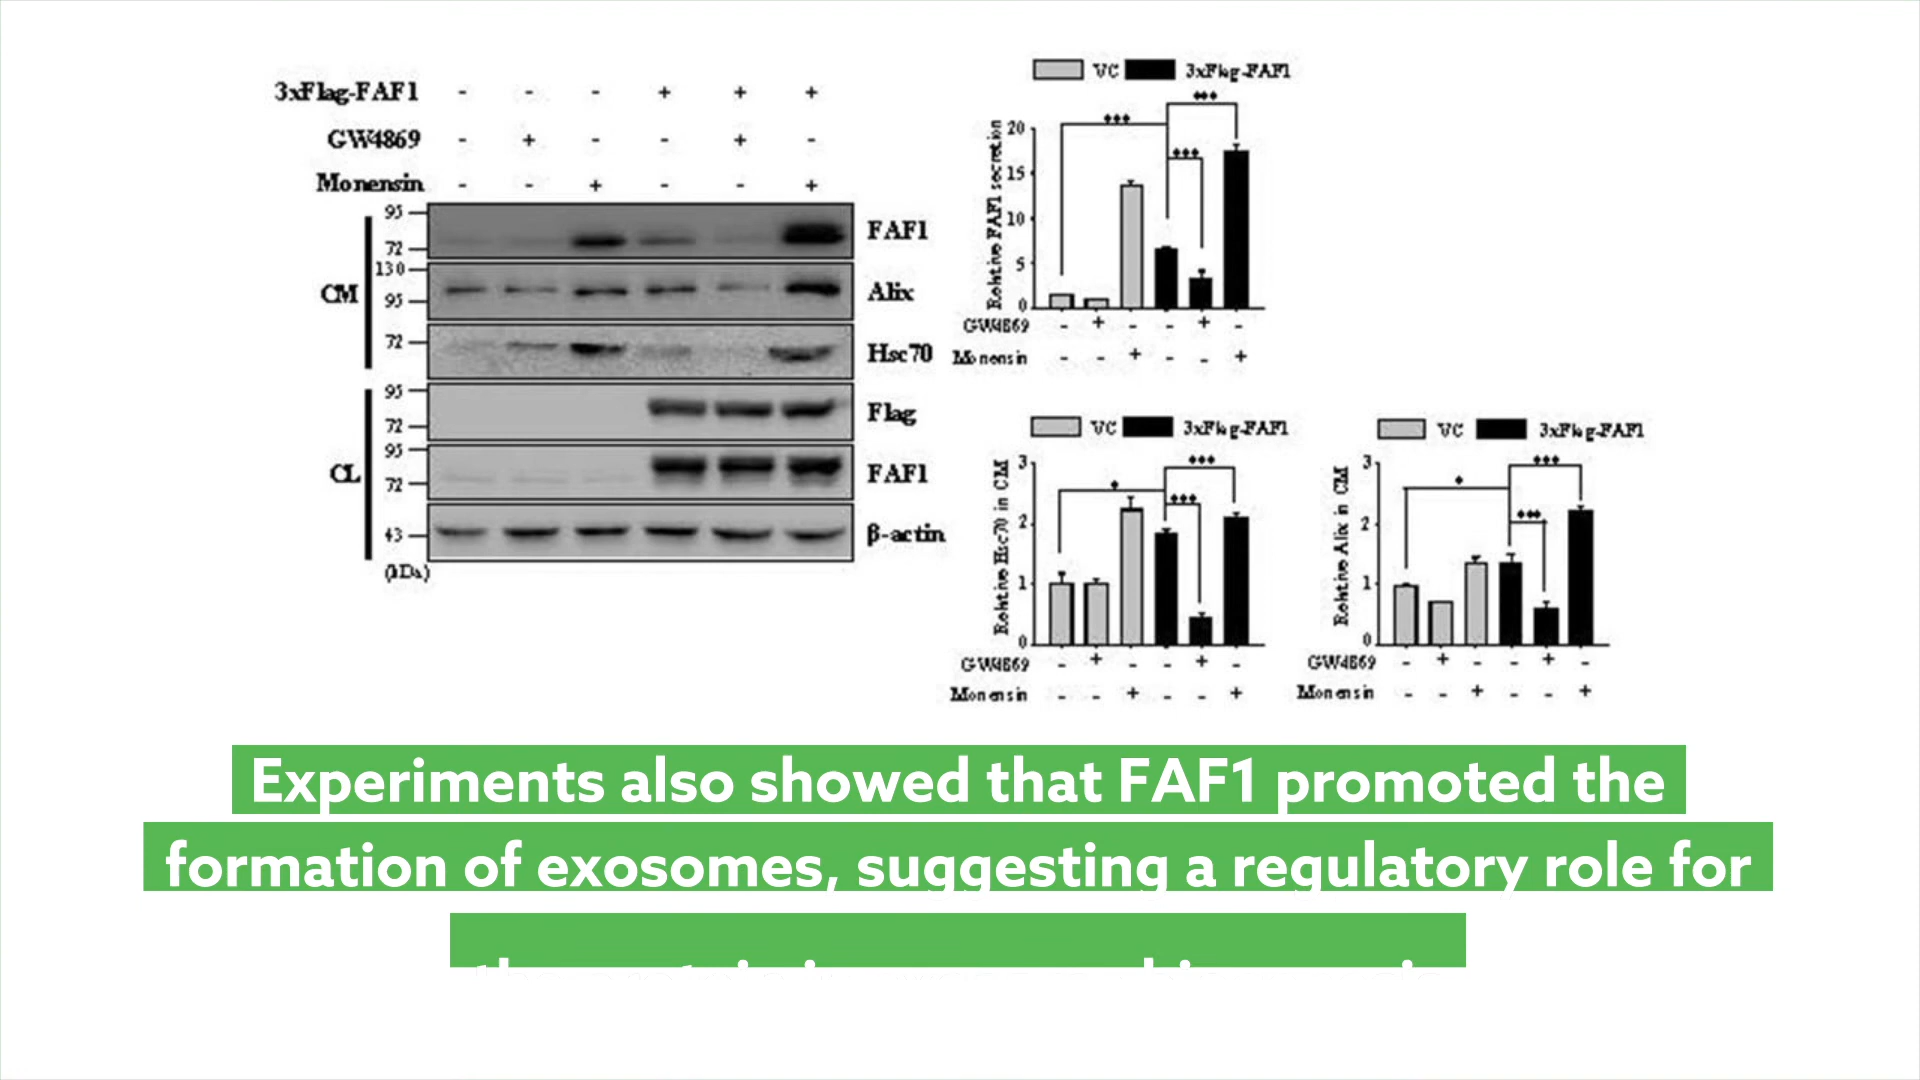 3xFlag-FAF1 - - - + + +
GW4869 - + - - + -
Monensin - - + - - +
CM
95
72
FAF1
130
95
Alix
72
Hsc70
CL
95
72
Flag
95
72
FAF1
43
β-actin
(kDa)
VC 3xFlag-FAF1
Relative FAF1 secretion
20
15
10
5
0
GW4869 - + - - + -
Monensin - - + - - +
VC 3xFlag-FAF1
Relative Hsc70 in CM
3
2
1
0
GW4869 - + - - + -
Monensin - - + - - +
VC 3xFlag-FAF1
Relative Alix in CM
3
2
1
0
GW4869 - + - - + -
Monensin - - + - - +
Experiments also showed that FAF1 promoted the
formation of exosomes, suggesting a regulatory role for